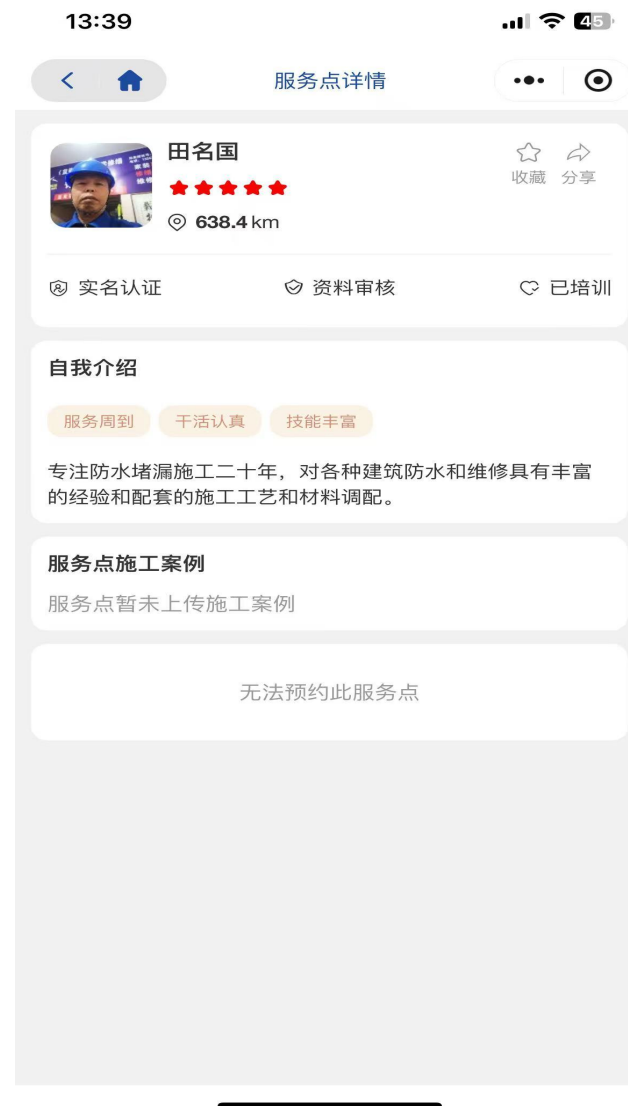 13:39
45
服务点详情
田名国
收藏 分享
638.4 km
实名认证 资料审核 已培训
自我介绍
服务周到 干活认真 技能丰富
专注防水堵漏施工二十年，对各种建筑防水和维修具有丰富
的经验和配套的施工工艺和材料调配。
服务点施工案例
服务点暂未上传施工案例
无法预约此服务点